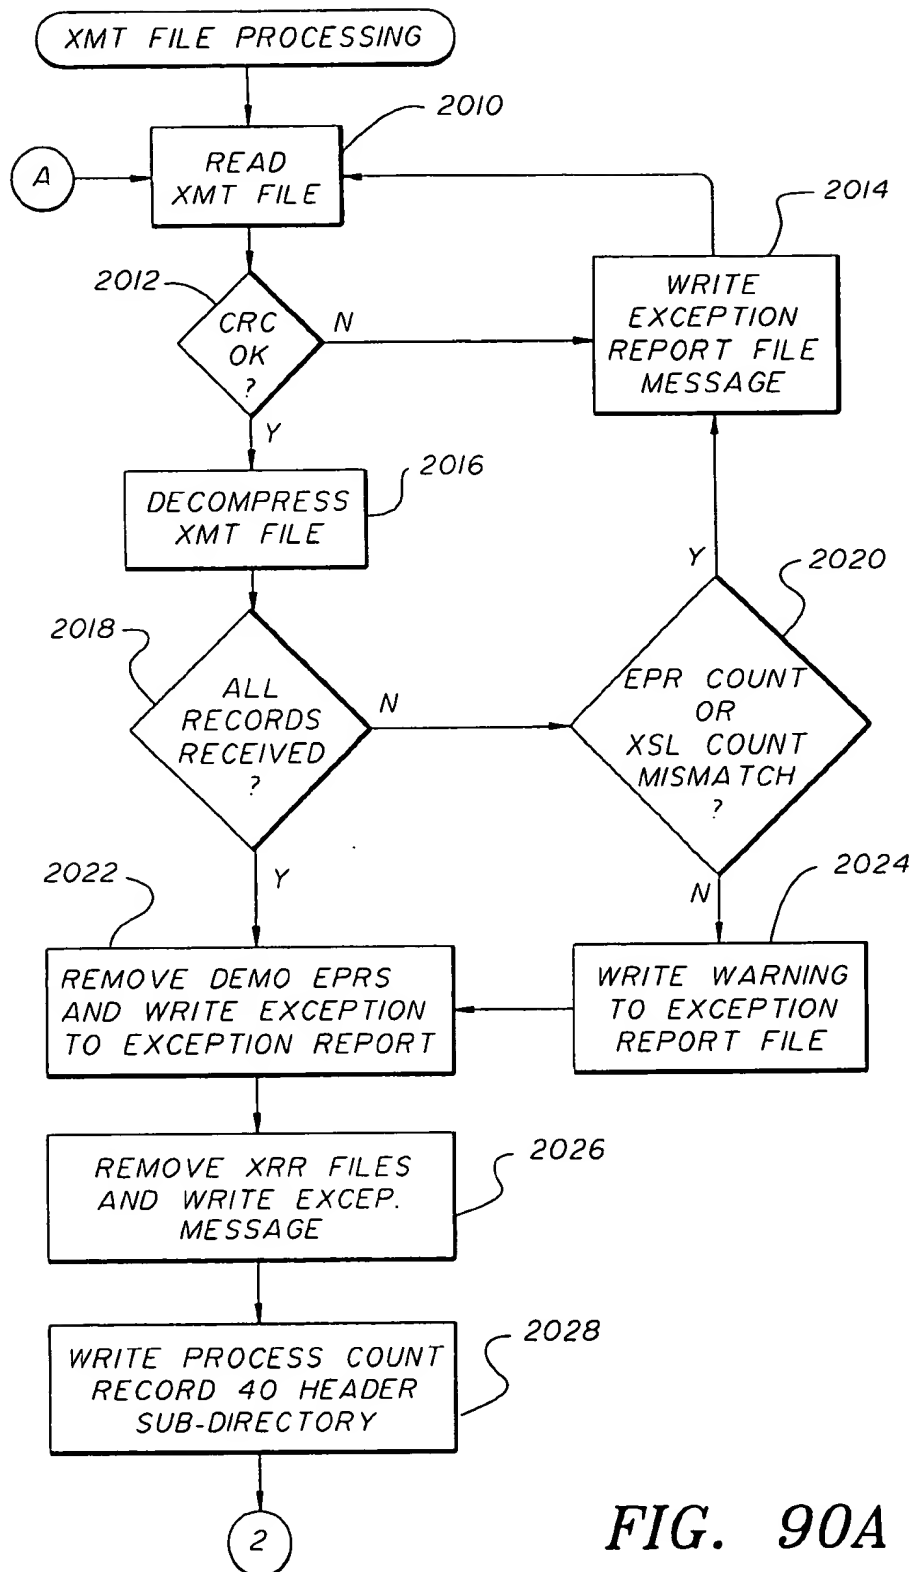 XMT FILE PROCESSING
2010
A
READ
XMT FILE
2014
2012
CRC
OK
?
N
WRITE
EXCEPTION
REPORT FILE
MESSAGE
Y
2016
DECOMPRESS
XMT FILE
Y
2020
2018
ALL
RECORDS
RECEIVED
?
N
EPR COUNT
OR
XSL COUNT
MISMATCH
?
Y
N
2022
2024
REMOVE DEMO EPRS
AND WRITE EXCEPTION
TO EXCEPTION REPORT
WRITE WARNING
TO EXCEPTION
REPORT FILE
2026
REMOVE XRR FILES
AND WRITE EXCEP.
MESSAGE
2028
WRITE PROCESS COUNT
RECORD 40 HEADER
SUB-DIRECTORY
2
FIG. 90A